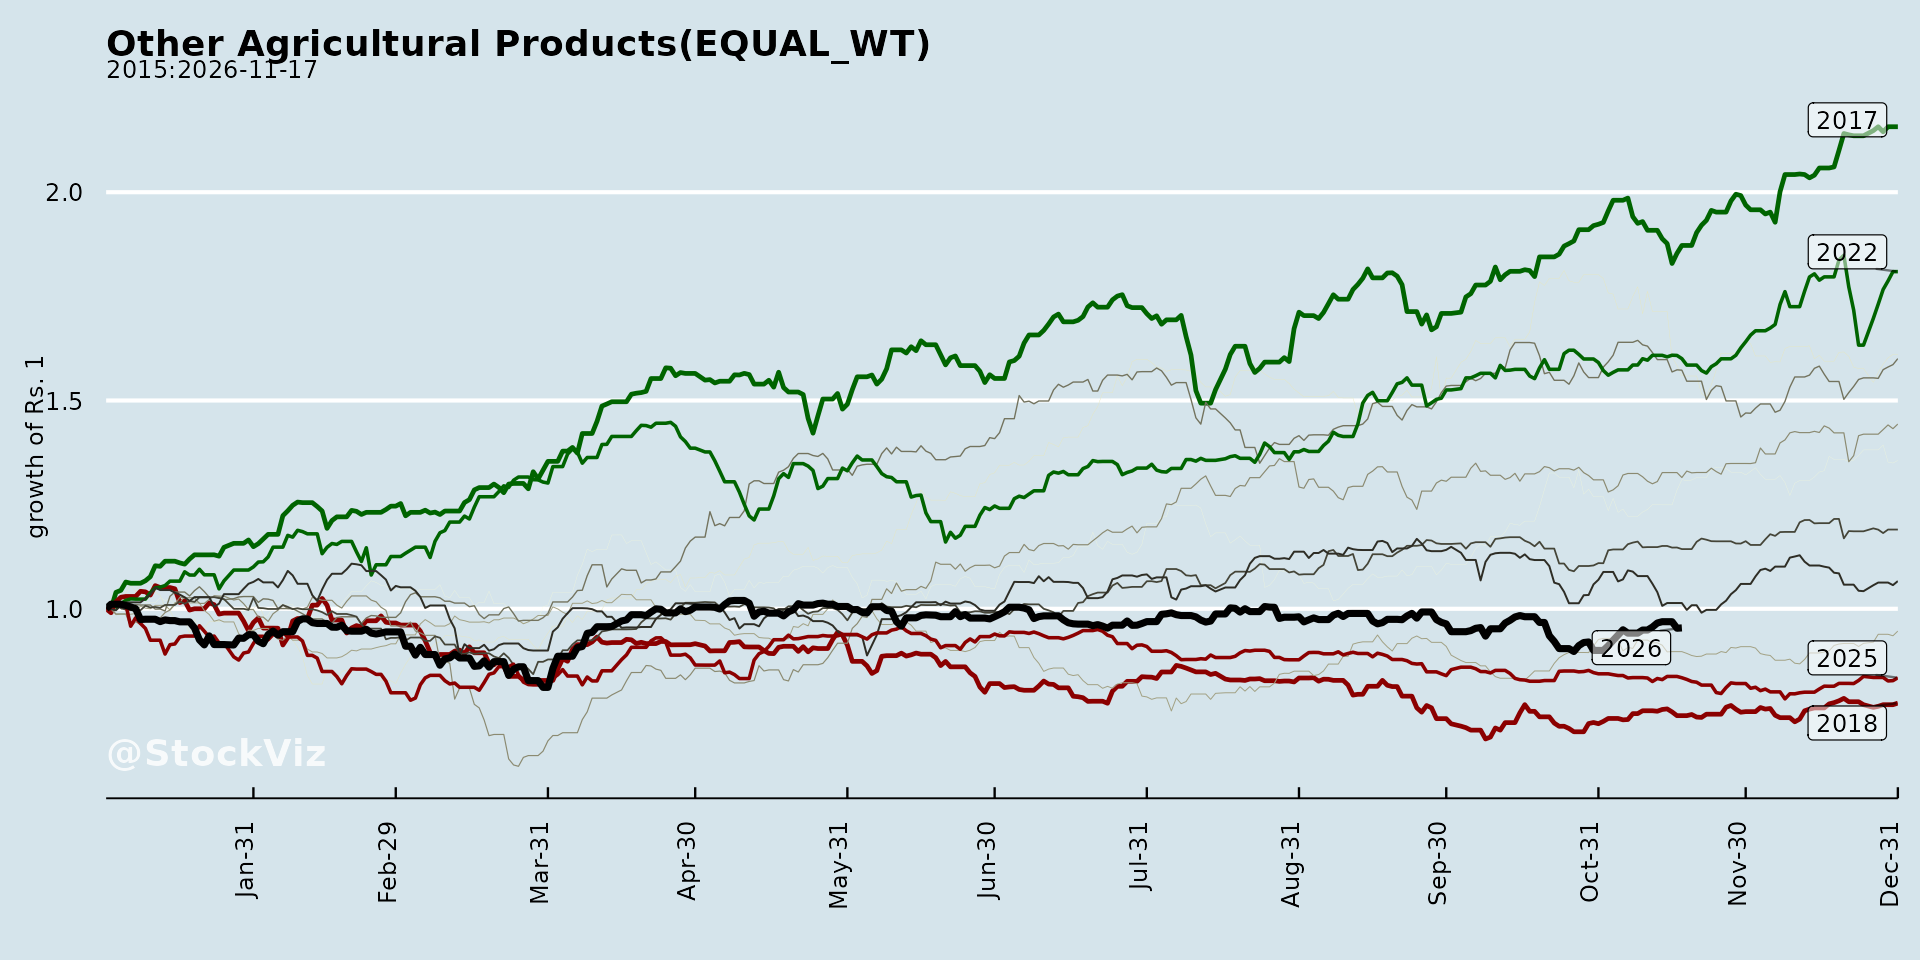 Other Agricultural Products(EQUAL_WT)
2015:2026-11-17
2017
2.0
2022
growth of Rs. 1
1.5
1.0
2026
2025
2018
@StockViz
Jan-31
Feb-29
Mar-31
Apr-30
May-31
Jun-30
Jul-31
Aug-31
Sep-30
Oct-31
Nov-30
Dec-31